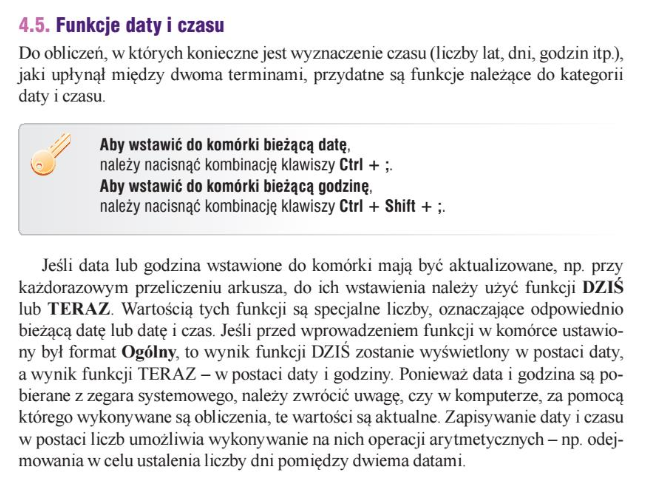 4.5. Funkcje daty i czasu
Do obliczeń, w których konieczne jest wyznaczenie czasu (liczby lat, dni, godzin itp.),
jaki upłynął między dwoma terminami, przydatne są funkcje należące do kategorii
daty i czasu.
Aby wstawić do komórki bieżącą datę,
należy nacisnąć kombinację klawiszy Ctrl + ;.
Aby wstawić do komórki bieżącą godzinę,
należy nacisnąć kombinację klawiszy Ctrl + Shift + ;.
Jeśli data lub godzina wstawione do komórki mają być aktualizowane, np. przy
każdorazowym przeliczeniu arkusza, do ich wstawienia należy użyć funkcji DZIŚ
lub TERAZ. Wartością tych funkcji są specjalne liczby, oznaczające odpowiednio
bieżącą datę lub datę i czas. Jeśli przed wprowadzeniem funkcji w komórce ustawio-
ny był format Ogólny, to wynik funkcji DZIŚ zostanie wyświetlony w postaci daty,
a wynik funkcji TERAZ – w postaci daty i godziny. Ponieważ data i godzina są po-
bierane z zegara systemowego, należy zwrócić uwagę, czy w komputerze, za pomocą
którego wykonywane są obliczenia, te wartości są aktualne. Zapisywanie daty i czasu
w postaci liczb umożliwia wykonywanie na nich operacji arytmetycznych – np. odej-
mowania w celu ustalenia liczby dni pomiędzy dwiema datami.